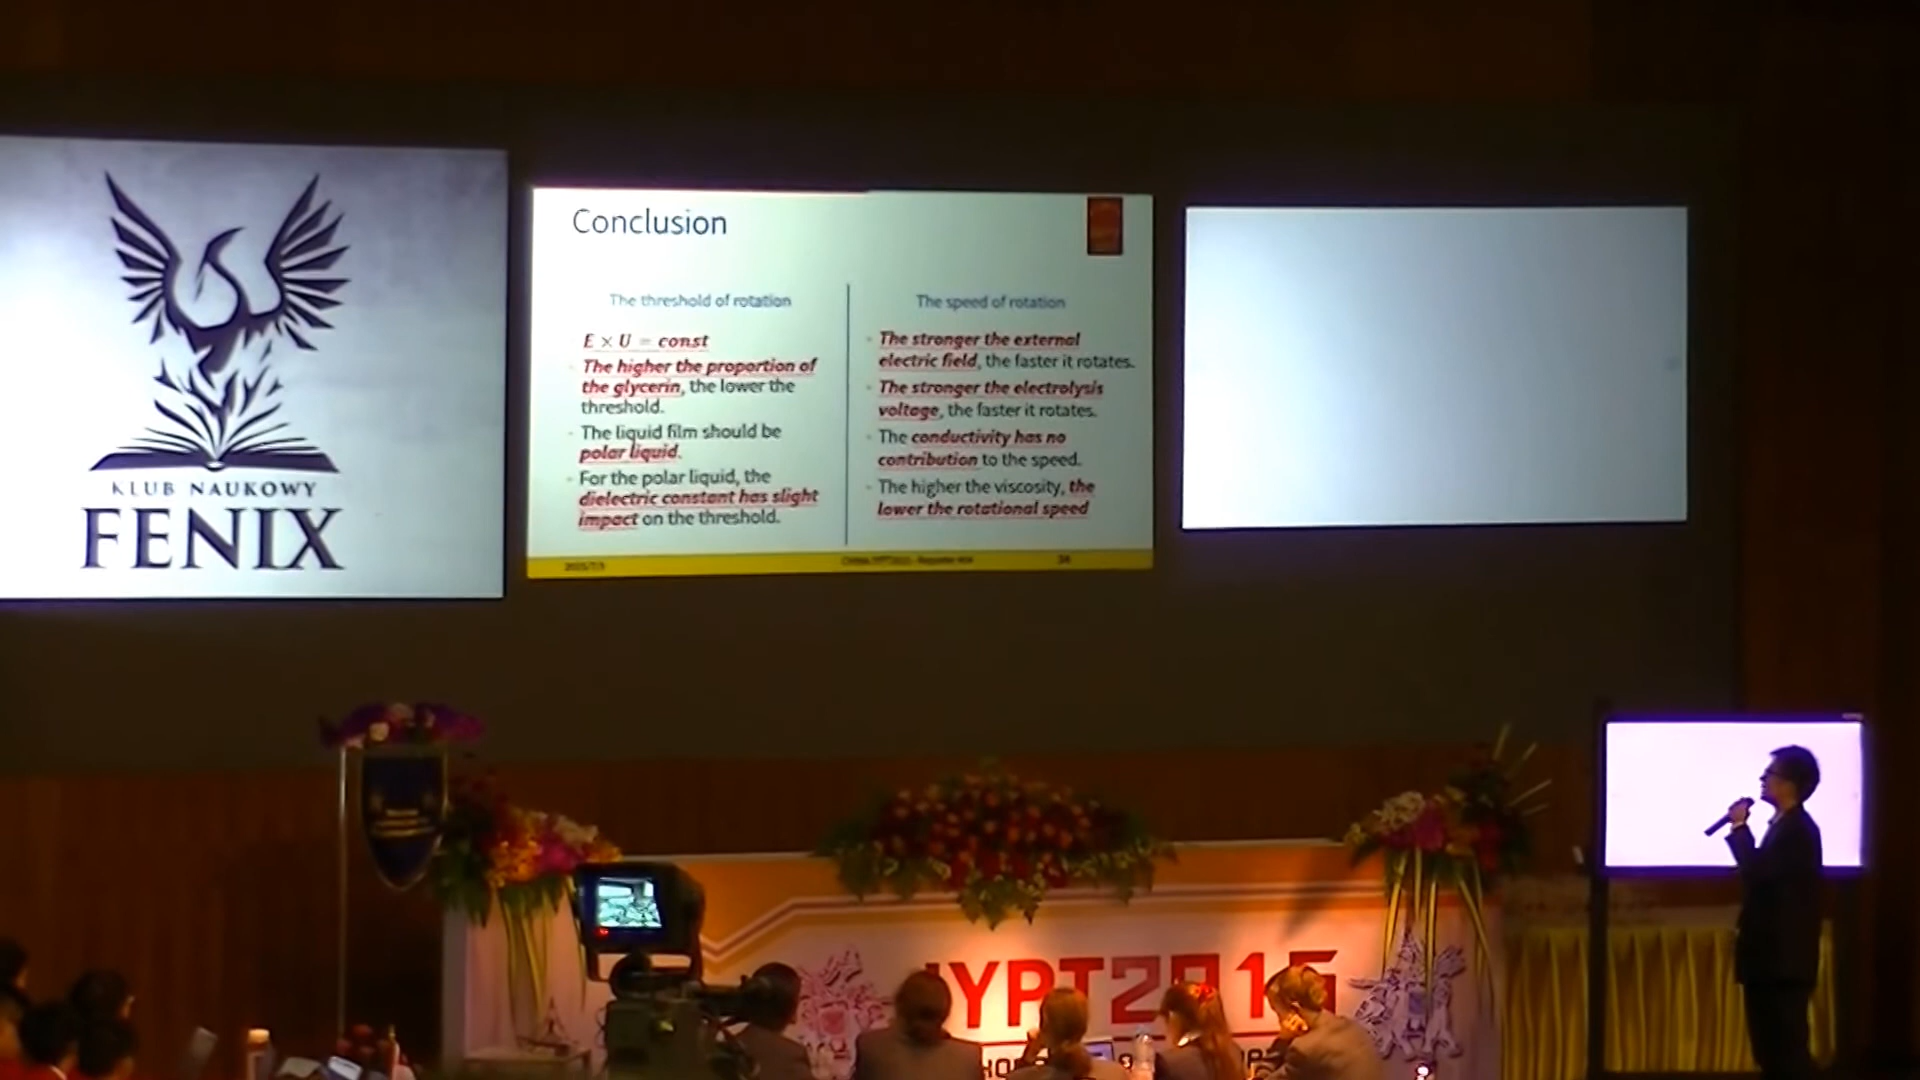 KLUB NAUKOWY
FENIX
Conclusion
The threshold of rotation
E × U = const
The higher the proportion of
the glycerin, the lower the
threshold.
The liquid film should be
polar liquid.
For the polar liquid, the
dielectric constant has slight
impact on the threshold.
The speed of rotation
The stronger the external
electric field, the faster it rotates.
The stronger the electrolysis
voltage, the faster it rotates.
The conductivity has no
contribution to the speed.
The higher the viscosity, the
lower the rotational speed
IYPT2015